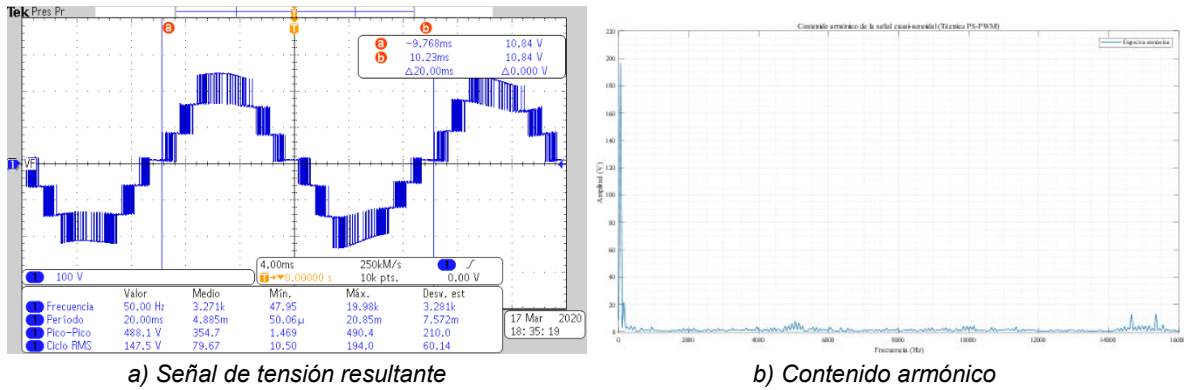 Tek Pres Pr
a
T
b
a -9.768ms 10.84 V
b 10.23ms 10.84 V
Δ20.00ms Δ0.000 V
VF
1 100 V
4.00ms 250kM/s 1
T→▼0.00000 s 10k pts. 0.00 V
Valor Medio Mín. Máx. Desv. est
1 Frecuencia 50.00 Hz 3.271k 47.95 19.98k 3.281k
1 Período 20.00ms 4.885m 50.06µ 20.85m 7.572m
1 Pico-Pico 488.1 V 354.7 1.469 490.4 210.0
1 Ciclo RMS 147.5 V 79.67 10.50 194.0 60.14
17 Mar 2020
18:35:19
a) Señal de tensión resultante
Contenido armónico de la señal cuasi-senoidal (Técnica PS-PWM)
Espectro armónico
220
200
180
160
140
120
100
80
60
40
20
0
Amplitud (V)
0 2000 4000 6000 8000 10000 12000 14000 16000
Frecuencia (Hz)
b) Contenido armónico